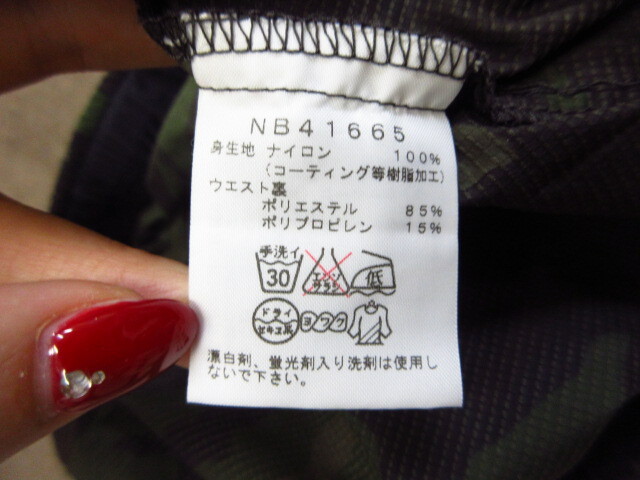 NB41665
身生地 ナイロン 100%
(コーティング等樹脂加工)
ウエスト裏
ポリエステル 85%
ポリプロピレン 15%
手洗イ 30 エンソサラシ 低
ドライ セキユ系 ヨワク
漂白剤、蛍光剤入り洗剤は使用し
ないで下さい。